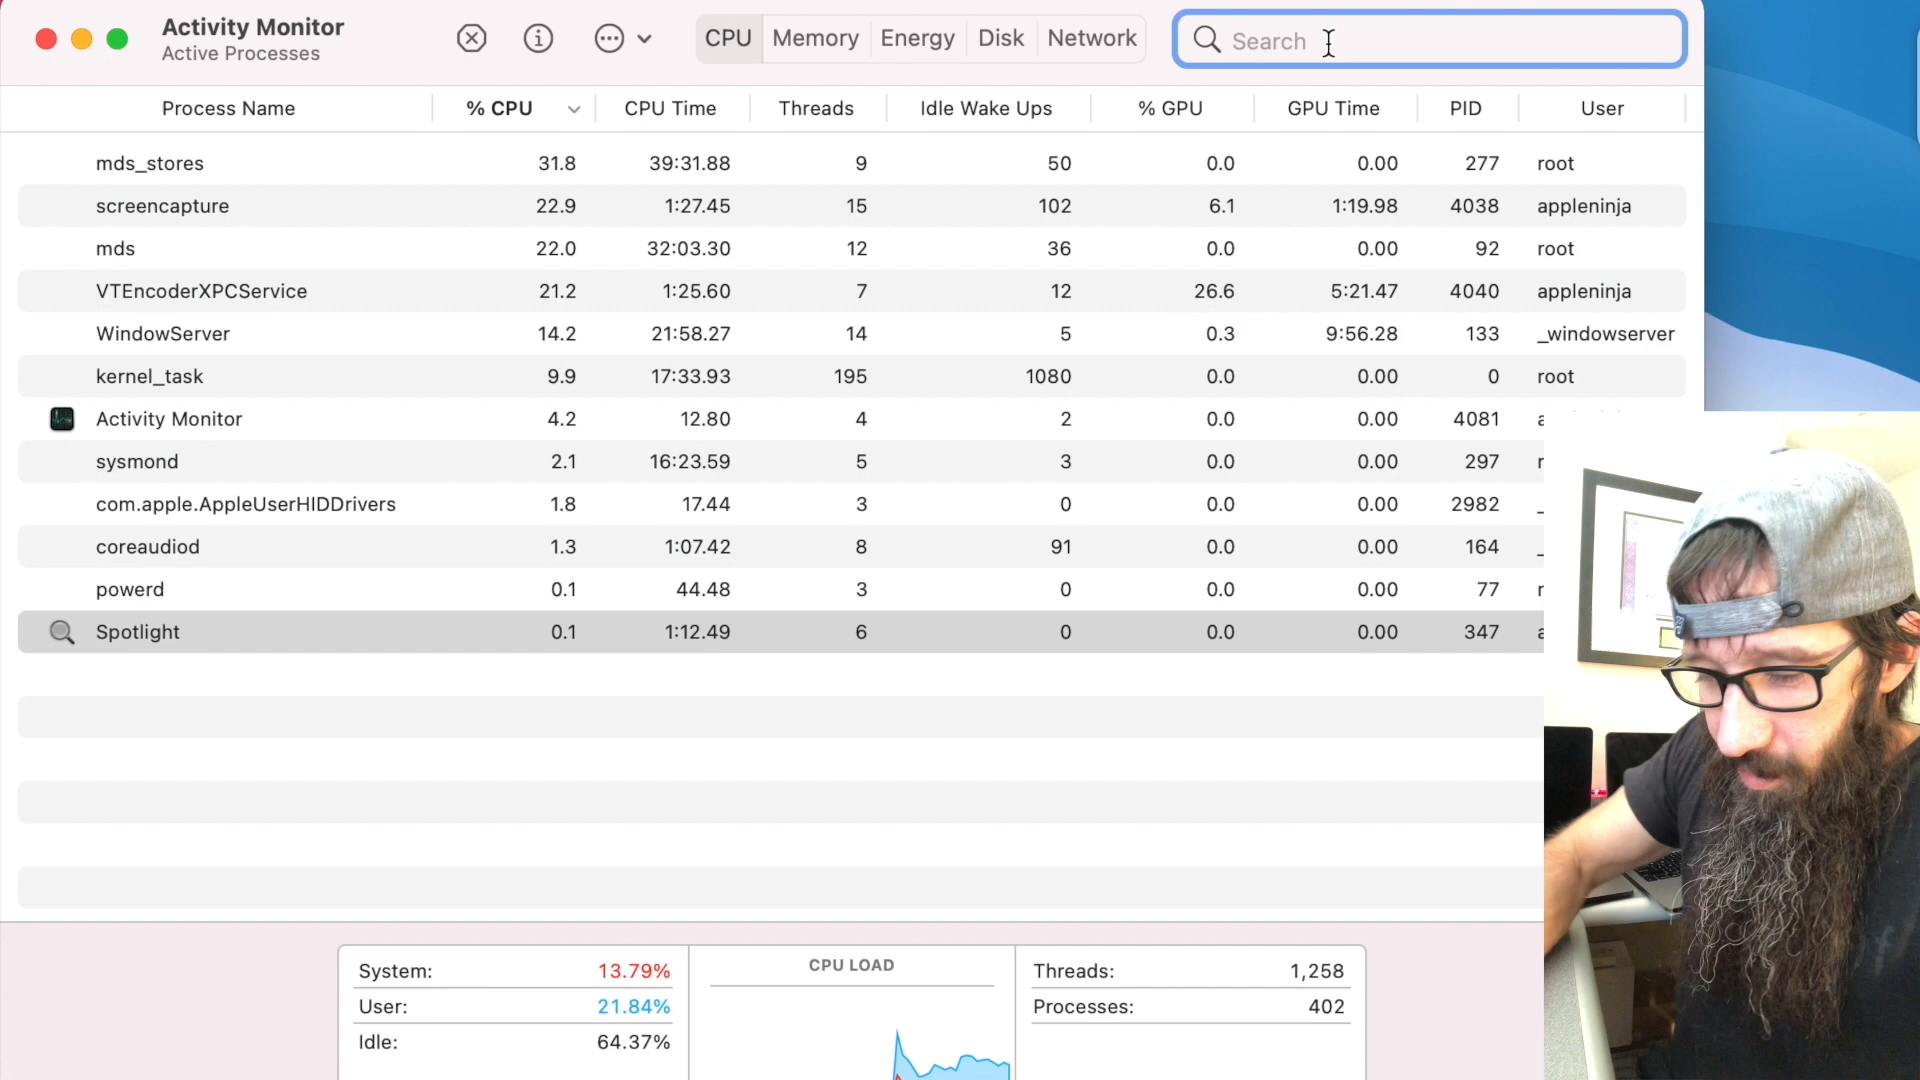 Activity Monitor
Active Processes
CPU Memory Energy Disk Network
Search
Process Name % CPU CPU Time Threads Idle Wake Ups % GPU GPU Time PID User
mds_stores 31.8 39:31.88 9 50 0.0 0.00 277 root
screencapture 22.9 1:27.45 15 102 6.1 1:19.98 4038 appleninja
mds 22.0 32:03.30 12 36 0.0 0.00 92 root
VTEncoderXPCService 21.2 1:25.60 7 12 26.6 5:21.47 4040 appleninja
WindowServer 14.2 21:58.27 14 5 0.3 9:56.28 133 _windowserver
kernel_task 9.9 17:33.93 195 1080 0.0 0.00 0 root
Activity Monitor 4.2 12.80 4 2 0.0 0.00 4081
sysmond 2.1 16:23.59 5 3 0.0 0.00 297
com.apple.AppleUserHIDDrivers 1.8 17.44 3 0 0.0 0.00 2982 _
coreaudiod 1.3 1:07.42 8 91 0.0 0.00 164 _
powerd 0.1 44.48 3 0 0.0 0.00 77
Spotlight 0.1 1:12.49 6 0 0.0 0.00 347
System: 13.79%
User: 21.84%
Idle: 64.37%
CPU LOAD
Threads: 1,258
Processes: 402